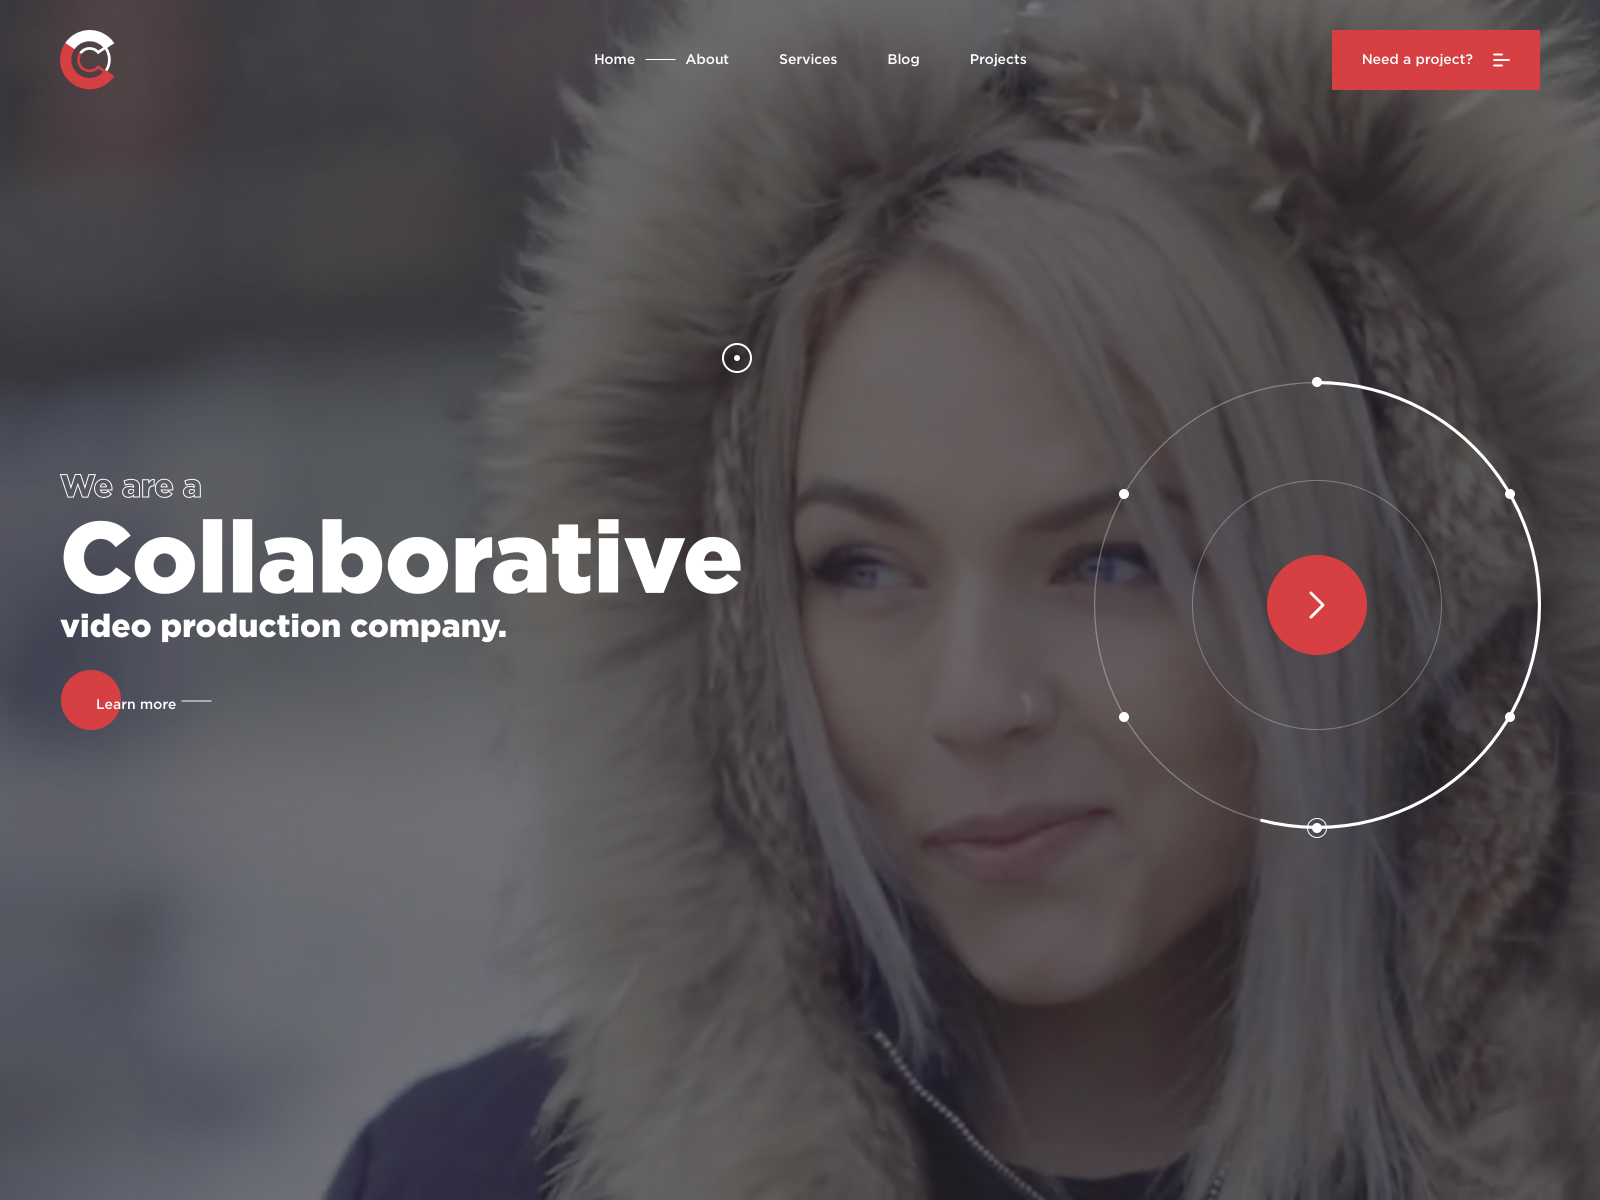 Home About Services Blog Projects
Need a project?
We are a
Collaborative
video production company.
Learn more